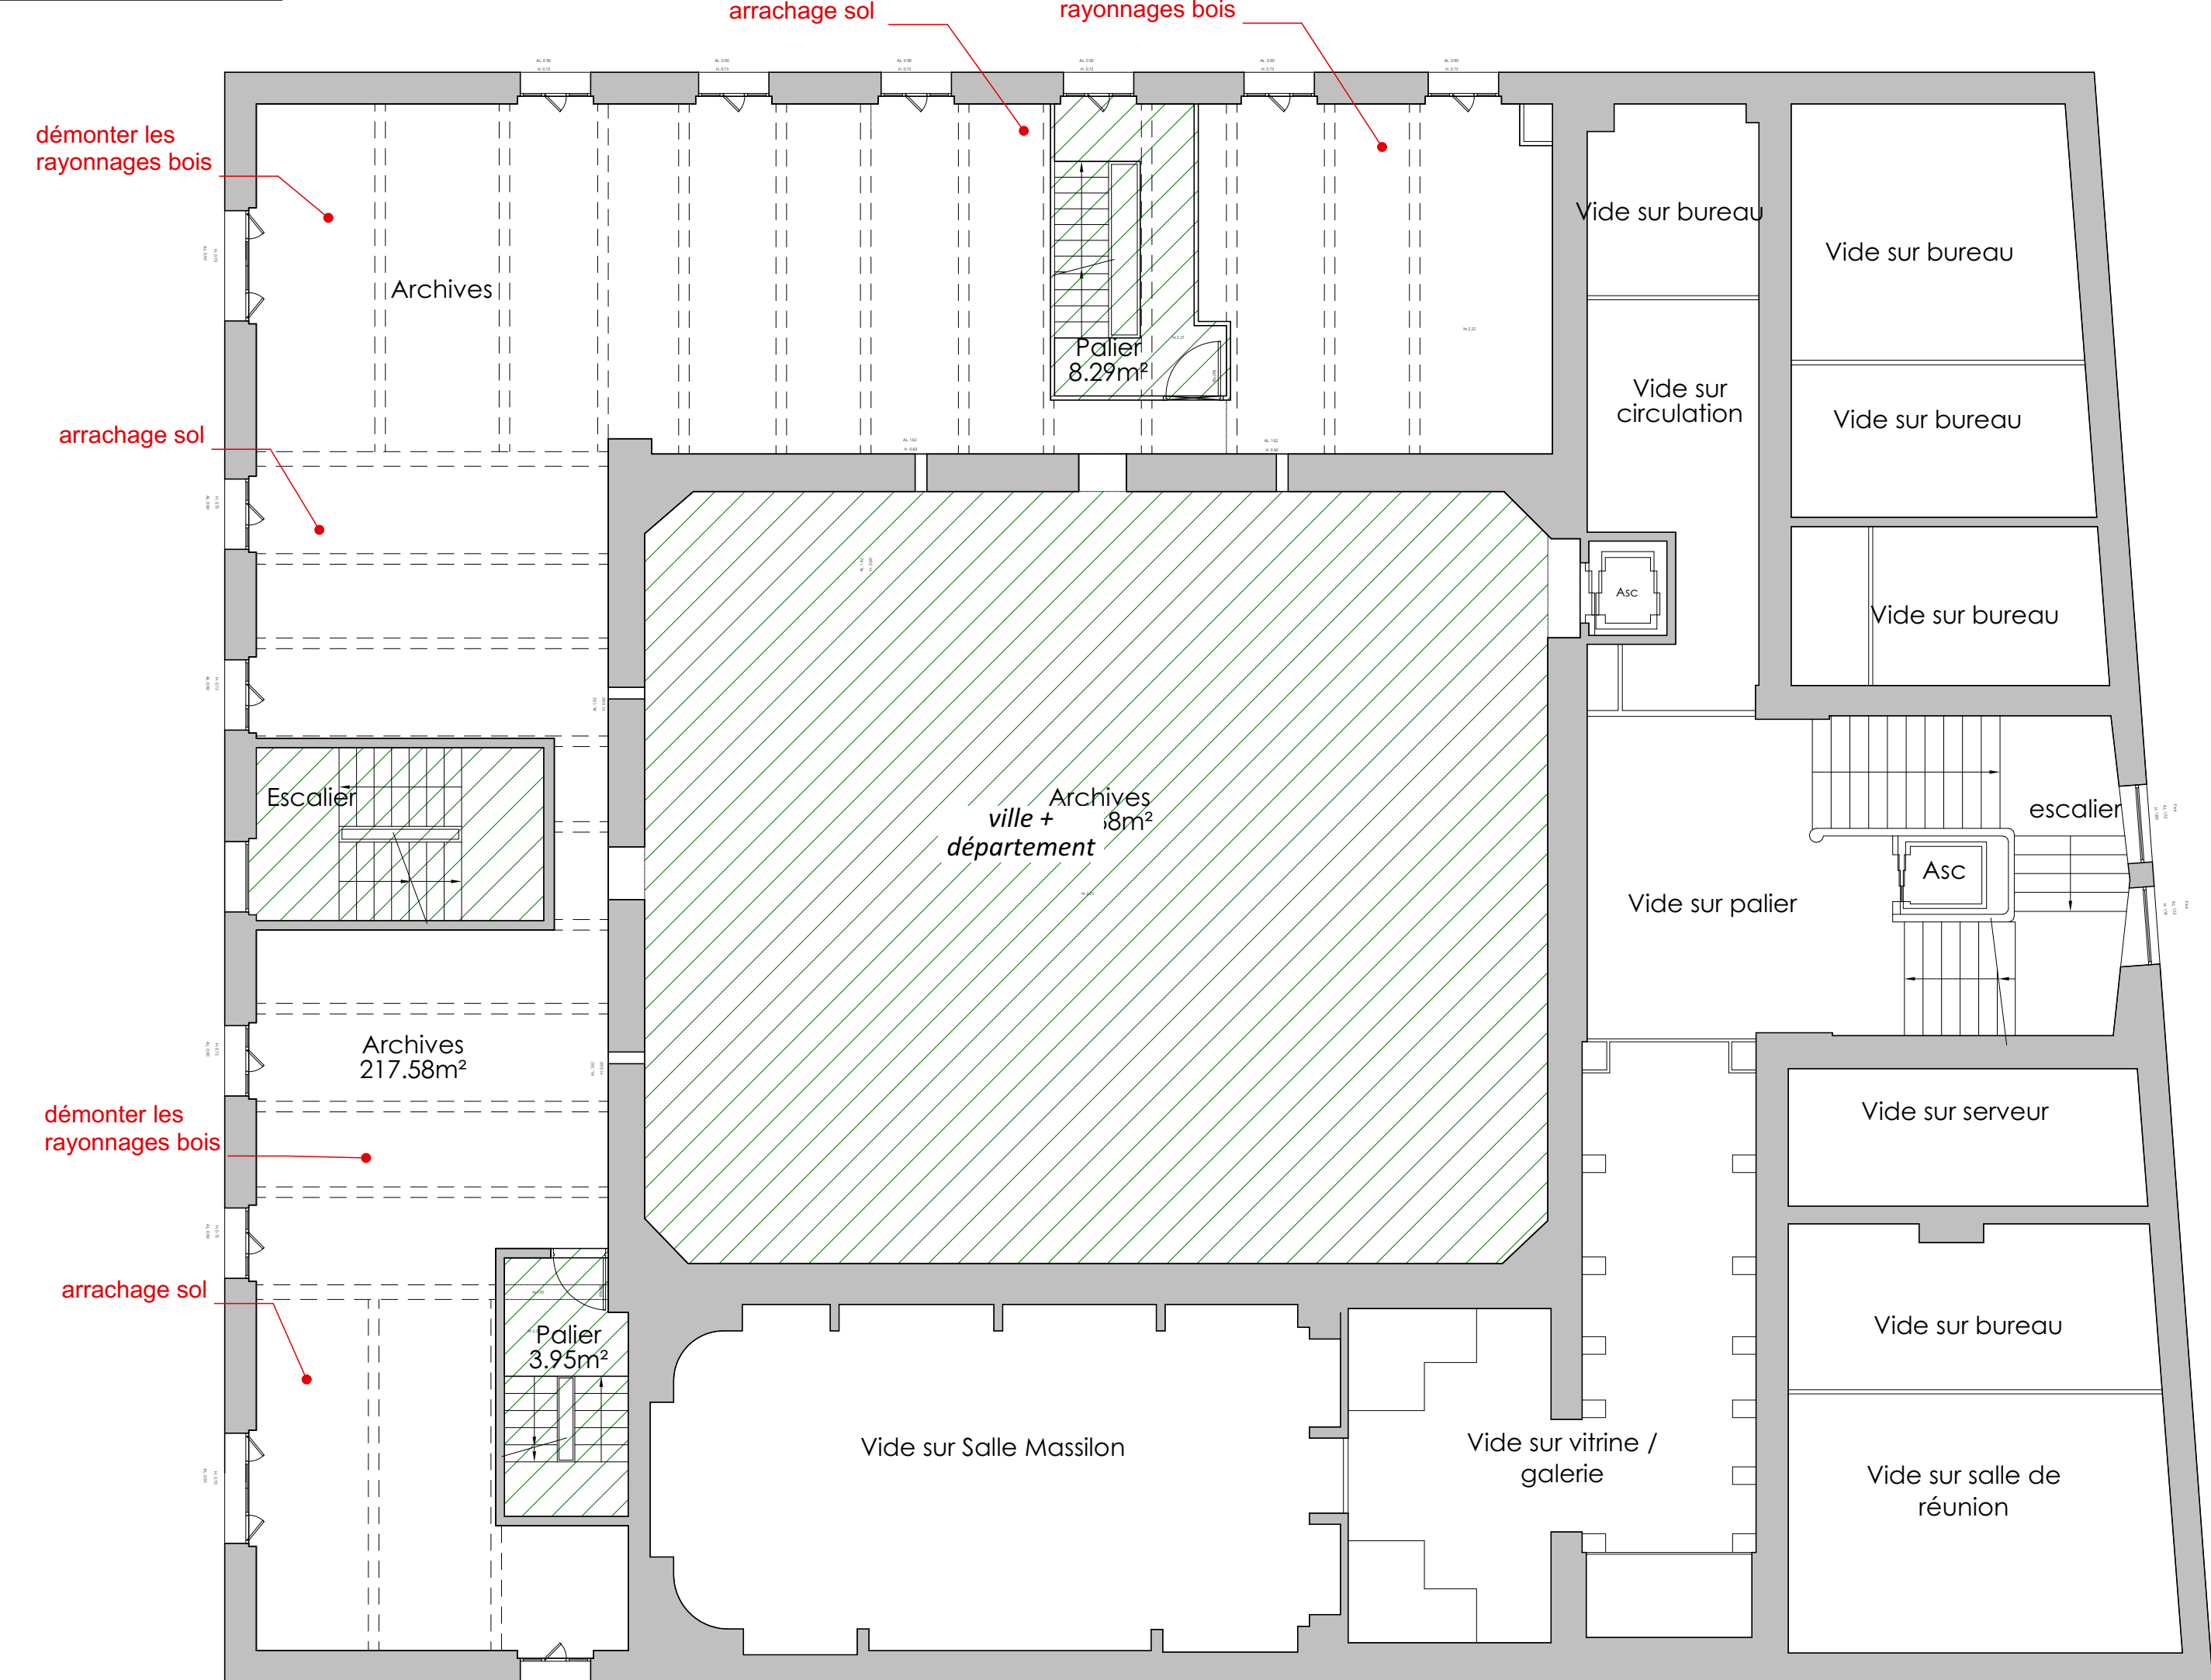 arrachage sol
rayonnages bois
démonter les
rayonnages bois
Archives
arrachage sol
Palier
8.29m²
Vide sur bureau
Vide sur bureau
Vide sur
circulation
Vide sur bureau
Asc
Vide sur bureau
Escalier
Archives
8m²
ville +
département
escalier
Asc
Vide sur palier
Archives
217.58m²
démonter les
rayonnages bois
Vide sur serveur
arrachage sol
Palier
3.95m²
Vide sur bureau
Vide sur Salle Massilon
Vide sur vitrine /
galerie
Vide sur salle de
réunion